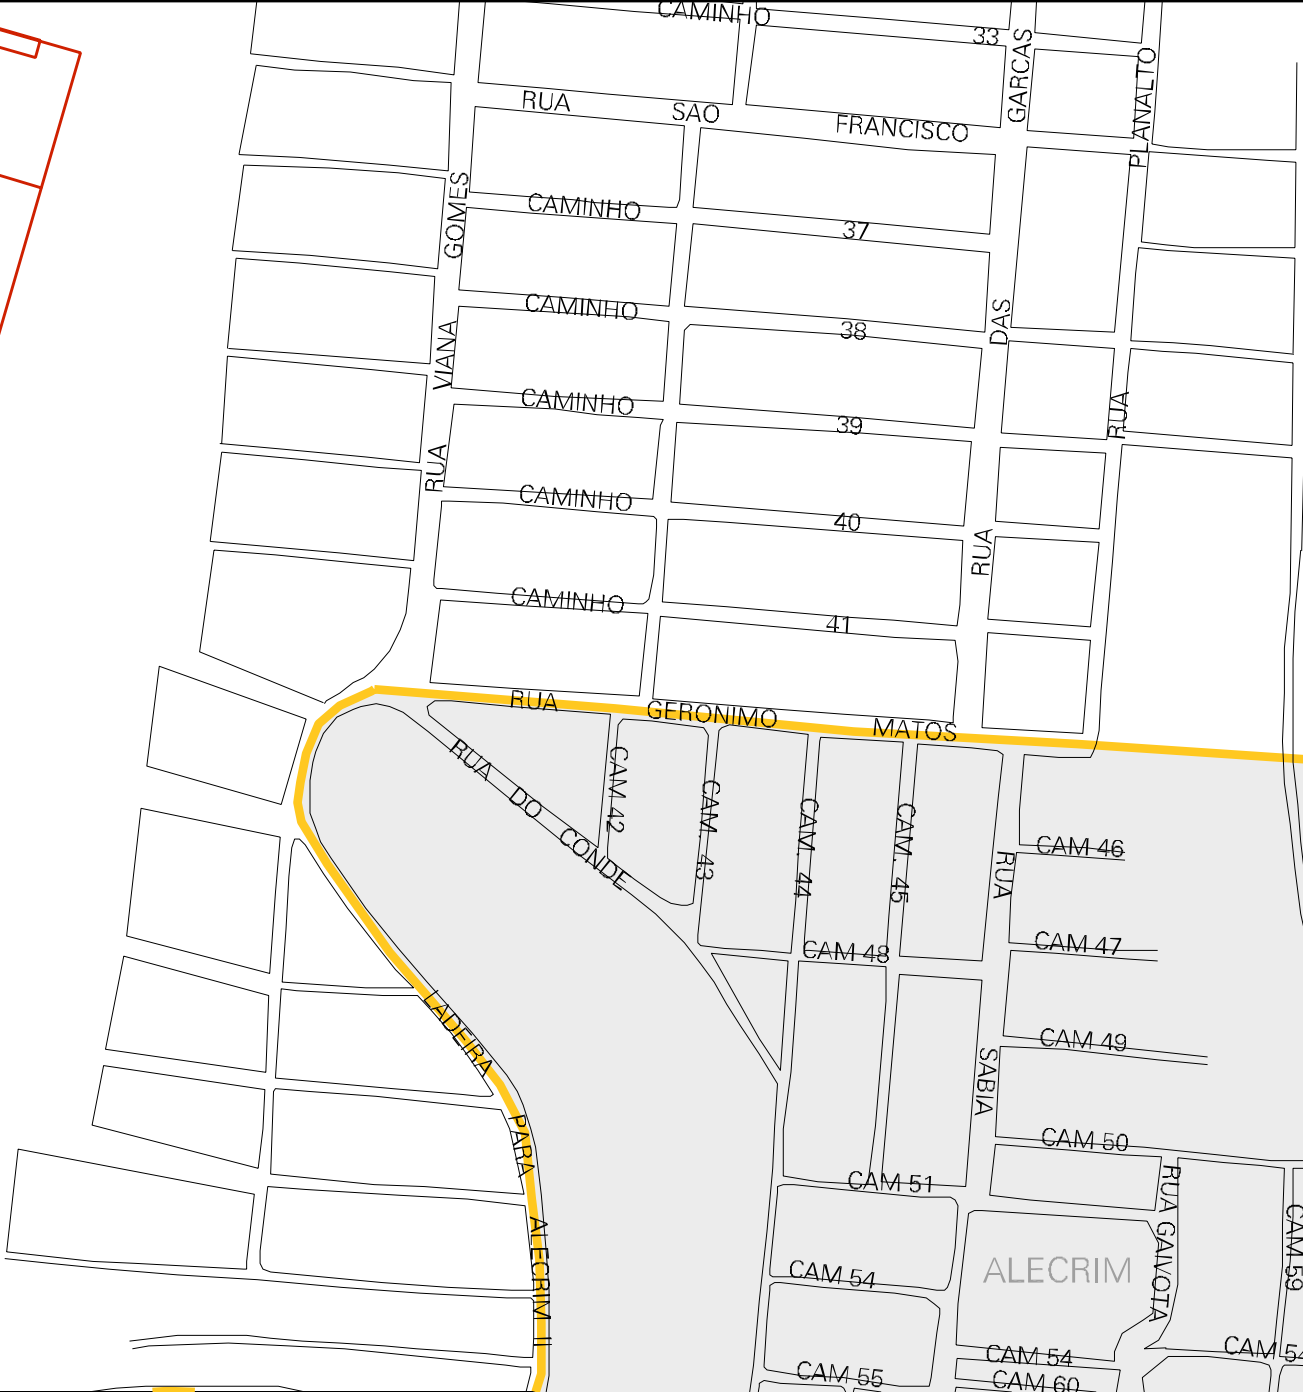 CAMINHO 33
RUA SAO FRANCISCO
CAMINHO 37
CAMINHO 38
CAMINHO 39
CAMINHO 40
CAMINHO 41
RUA VIANA GOMES
RUA DAS GARCAS
RUA PLANALTO
RUA GERONIMO MATOS
RUA DO CONDE
CAM 42
CAM. 43
CAM. 44
CAM. 45
RUA SABIA
CAM 46
CAM 47
CAM 48
CAM 49
CAM 50
CAM 51
LADEIRA PARA ALECRIM II
RUA GAIVOTA
CAM 59
ALECRIM
CAM 54
CAM 54
CAM 54
CAM 55
CAM 60